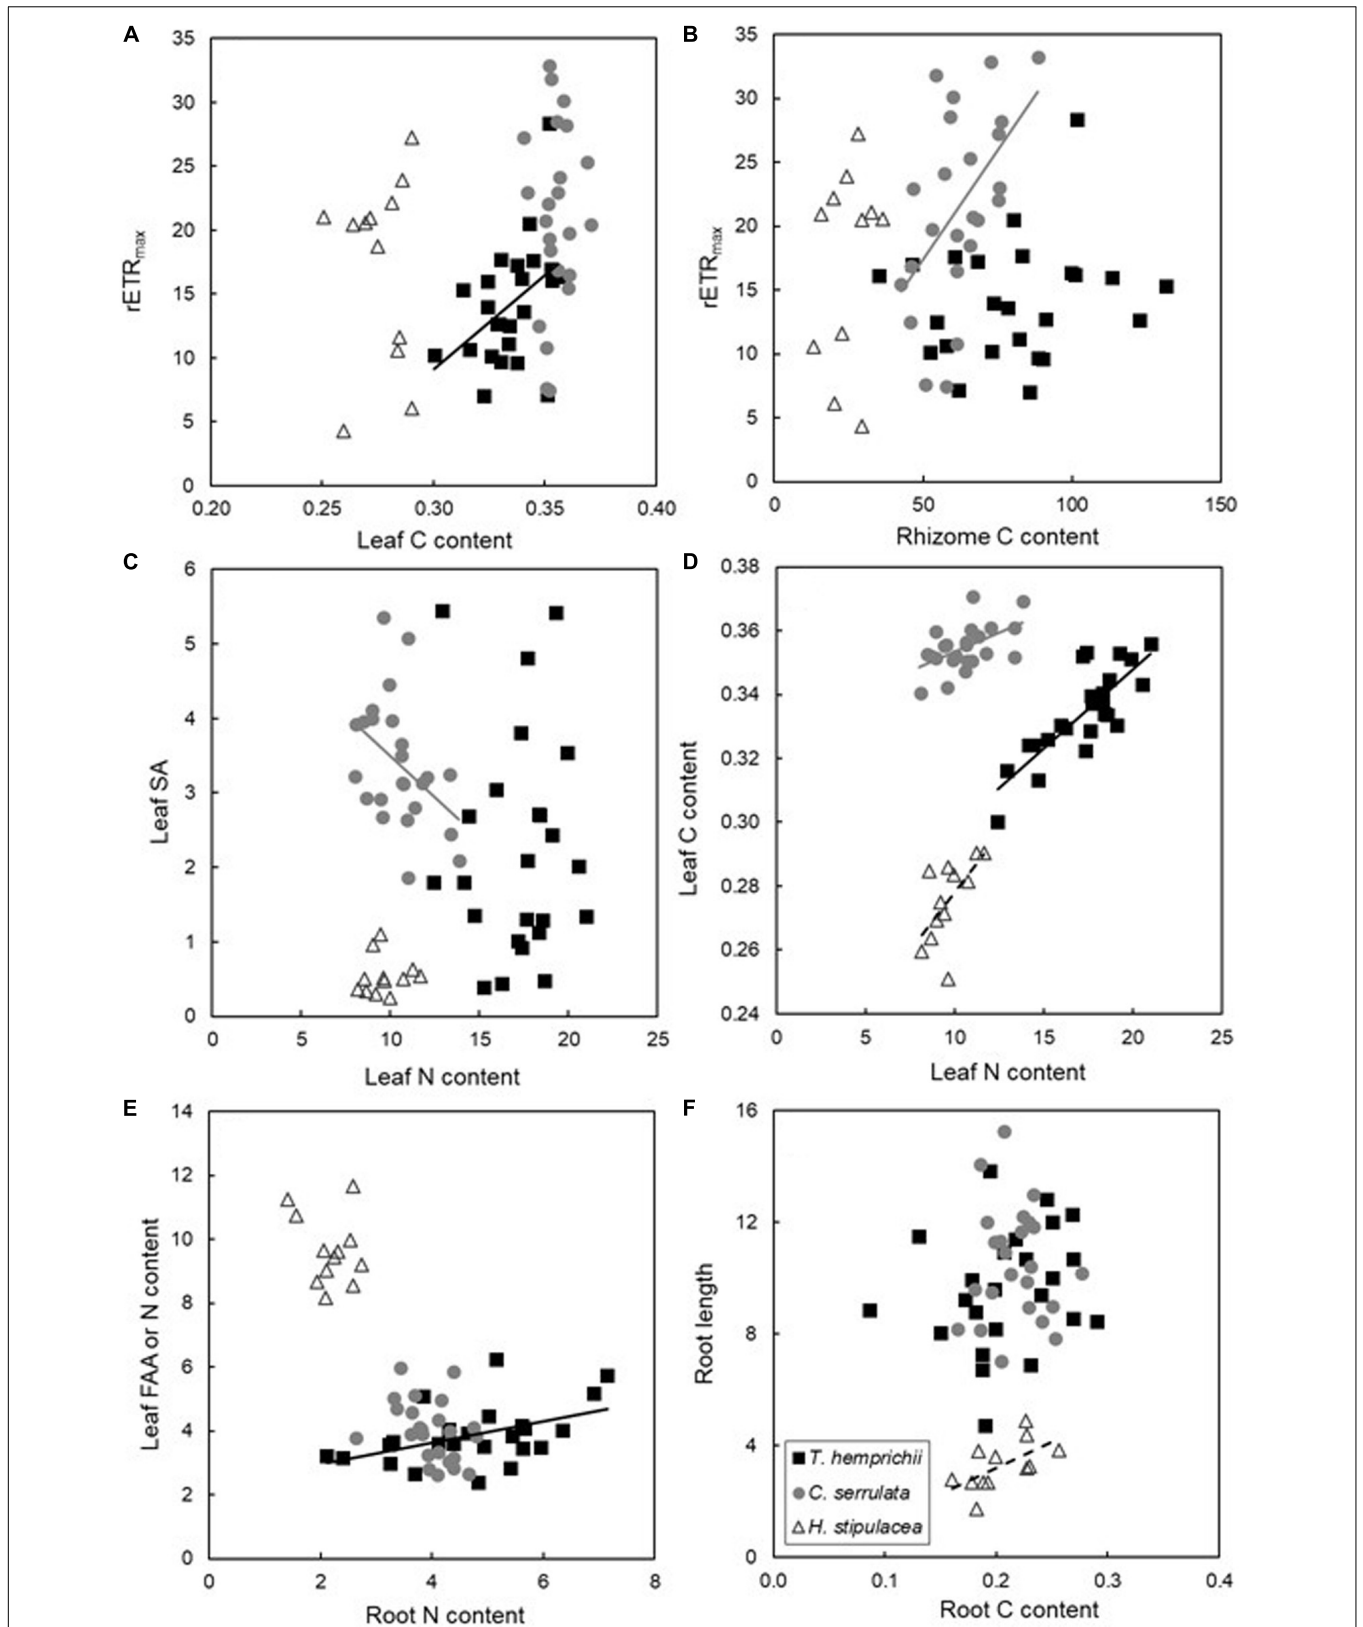 A
35
30
25
20
15
10
5
0
rETRmax
0.20 0.25 0.30 0.35 0.40
Leaf C content
B
35
30
25
20
15
10
5
0
rETRmax
0 50 100 150
Rhizome C content
C
6
5
4
3
2
1
0
Leaf SA
0 5 10 15 20 25
Leaf N content
D
0.38
0.36
0.34
0.32
0.30
0.28
0.26
0.24
Leaf C content
0 5 10 15 20 25
Leaf N content
E
14
12
10
8
6
4
2
0
Leaf FAA or N content
0 2 4 6 8
Root N content
F
16
12
8
4
0
Root length
T. hemprichii
C. serrulata
H. stipulacea
0.0 0.1 0.2 0.3 0.4
Root C content